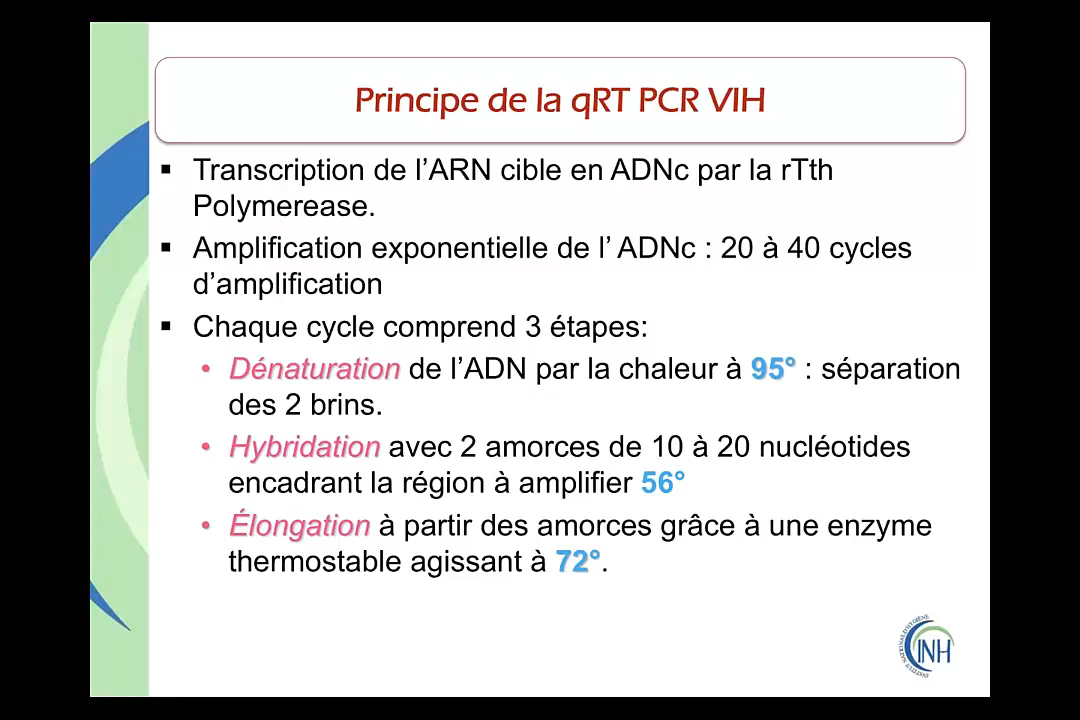 Principe de la qRT PCR VIH
▪ Transcription de l’ARN cible en ADNc par la rTth
Polymerease.
▪ Amplification exponentielle de l’ ADNc : 20 à 40 cycles
d’amplification
▪ Chaque cycle comprend 3 étapes:
• Dénaturation de l’ADN par la chaleur à 95° : séparation
des 2 brins.
• Hybridation avec 2 amorces de 10 à 20 nucléotides
encadrant la région à amplifier 56°
• Élongation à partir des amorces grâce à une enzyme
thermostable agissant à 72°.
INSTITUT NATIONAL D'HYGIÈNE
INH